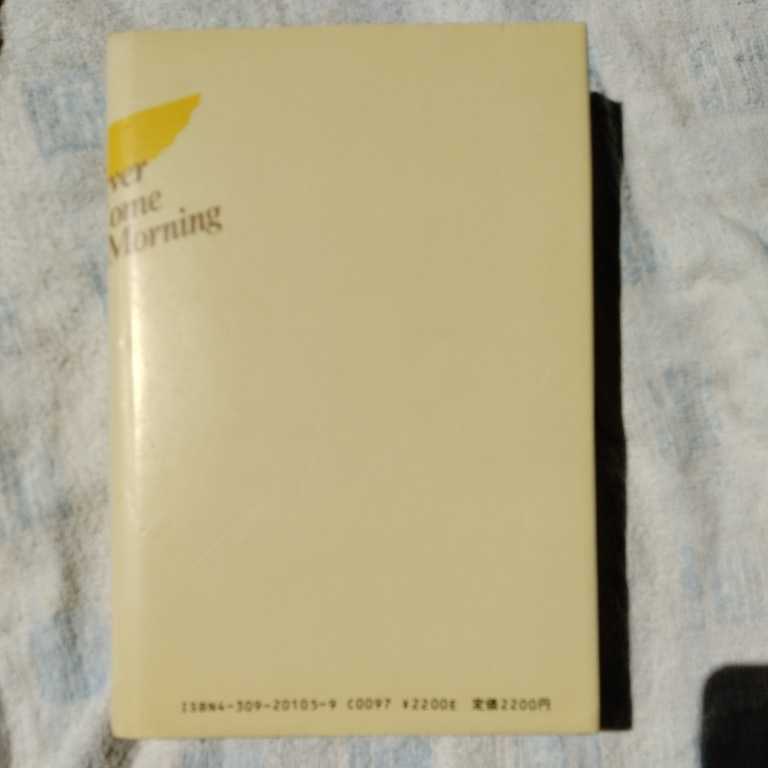 ver
ome
Morning
ISBN4-309-20105-9 C0097 ¥2200E 定価2200円